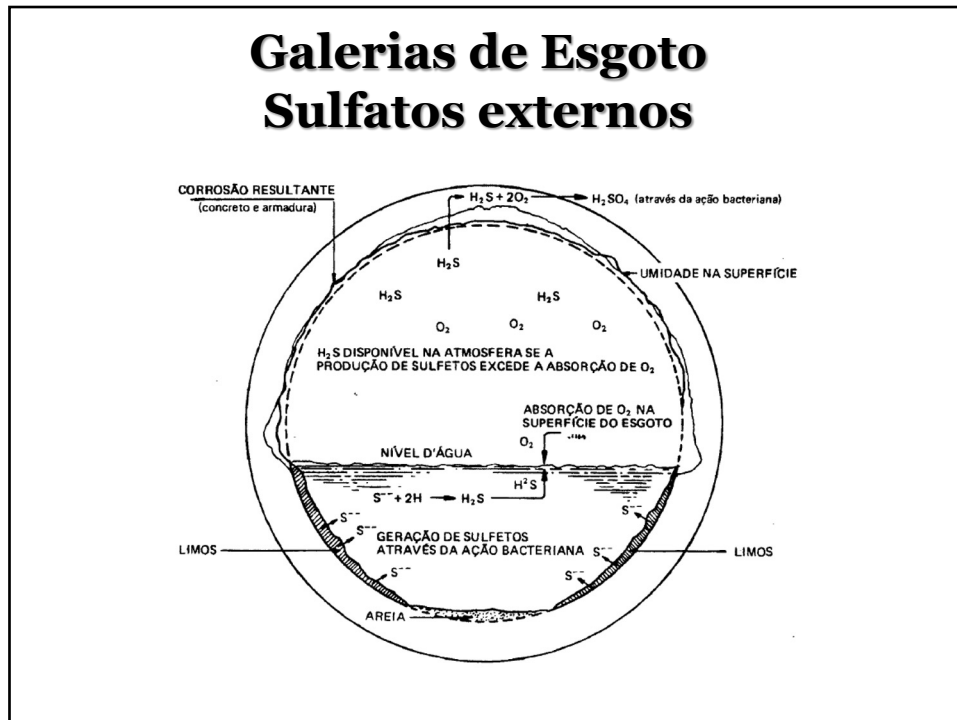 Galerias de Esgoto
Sulfatos externos
CORROSÃO RESULTANTE
(concreto e armadura)
H₂S + 2O₂
H₂SO₄ (através da ação bacteriana)
H₂S
UMIDADE NA SUPERFÍCIE
H₂S
H₂S
O₂
O₂
O₂
H₂S DISPONÍVEL NA ATMOSFERA SE A
PRODUÇÃO DE SULFETOS EXCEDE A ABSORÇÃO DE O₂
ABSORÇÃO DE O₂ NA
SUPERFÍCIE DO ESGOTO
O₂
NÍVEL D'ÁGUA
H²S
S⁻⁻ + 2H
H₂S
S⁻⁻
S⁻⁻
S⁻⁻
GERAÇÃO DE SULFETOS
ATRAVÉS DA AÇÃO BACTERIANA
LIMOS
S⁻⁻
LIMOS
S⁻⁻
S⁻⁻
AREIA